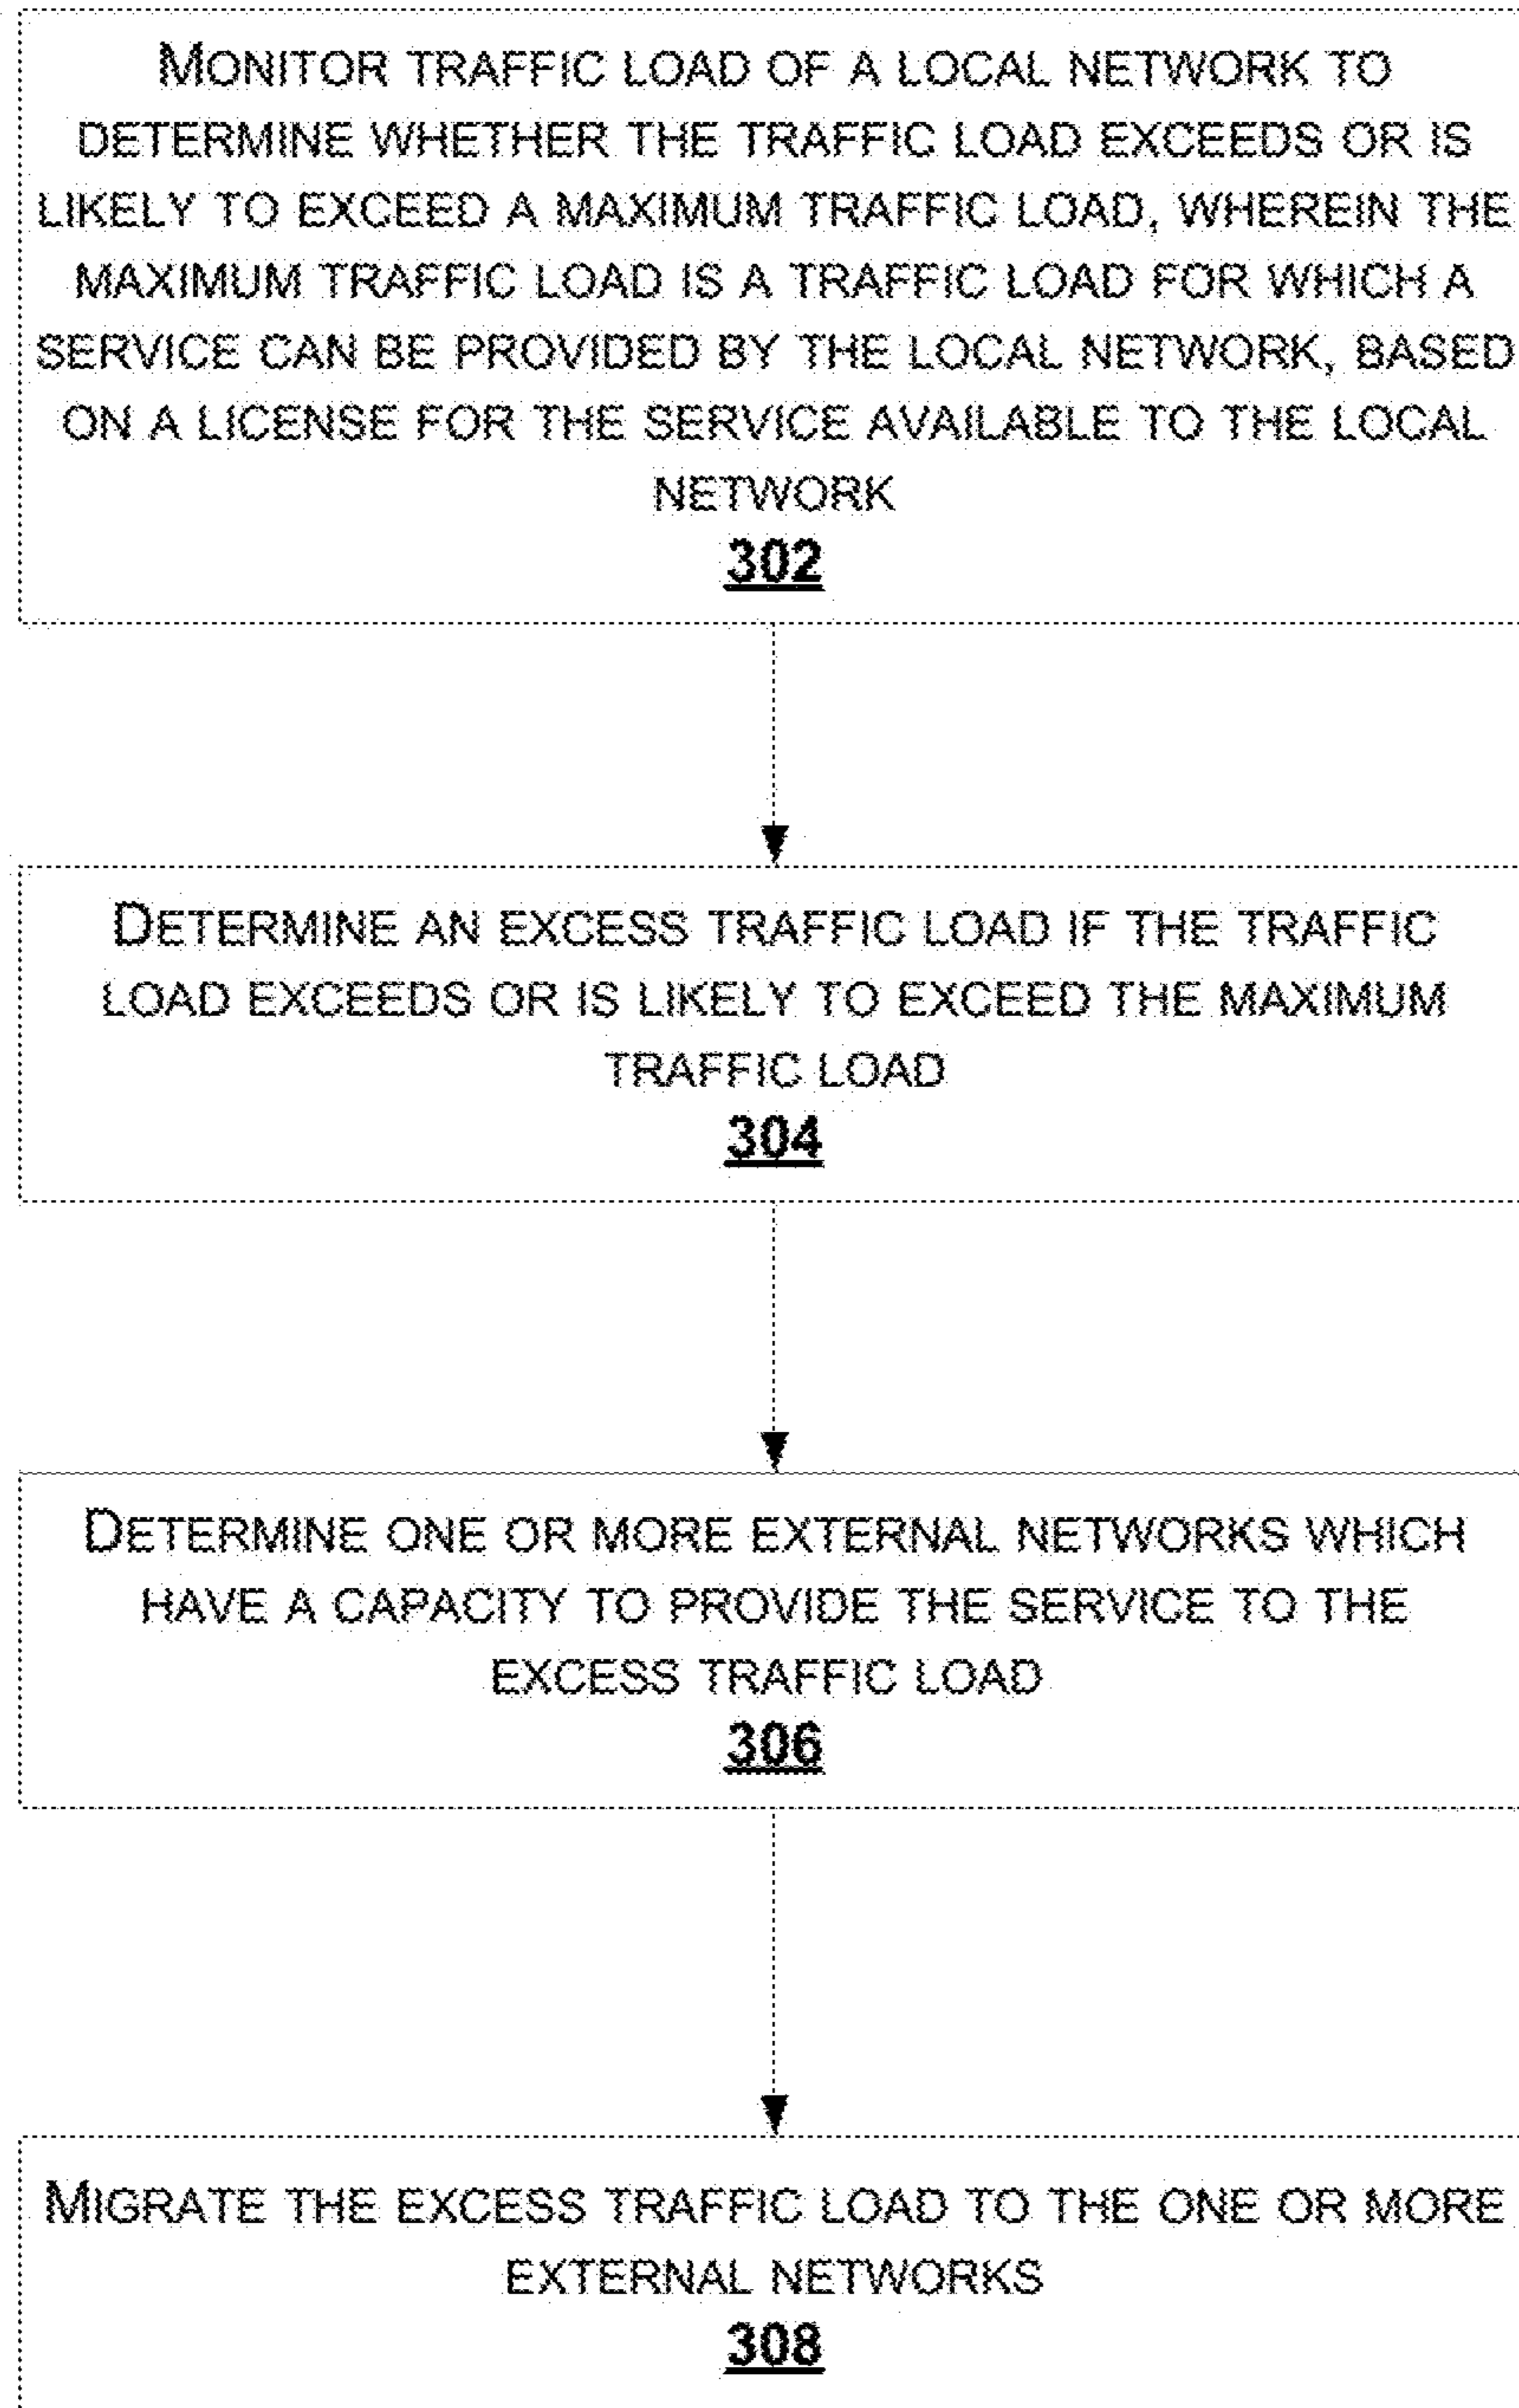 MONITOR TRAFFIC LOAD OF A LOCAL NETWORK TO
DETERMINE WHETHER THE TRAFFIC LOAD EXCEEDS OR IS
LIKELY TO EXCEED A MAXIMUM TRAFFIC LOAD, WHEREIN THE
MAXIMUM TRAFFIC LOAD IS A TRAFFIC LOAD FOR WHICH A
SERVICE CAN BE PROVIDED BY THE LOCAL NETWORK, BASED
ON A LICENSE FOR THE SERVICE AVAILABLE TO THE LOCAL
NETWORK
302
DETERMINE AN EXCESS TRAFFIC LOAD IF THE TRAFFIC
LOAD EXCEEDS OR IS LIKELY TO EXCEED THE MAXIMUM
TRAFFIC LOAD
304
DETERMINE ONE OR MORE EXTERNAL NETWORKS WHICH
HAVE A CAPACITY TO PROVIDE THE SERVICE TO THE
EXCESS TRAFFIC LOAD
306
MIGRATE THE EXCESS TRAFFIC LOAD TO THE ONE OR MORE
EXTERNAL NETWORKS
308